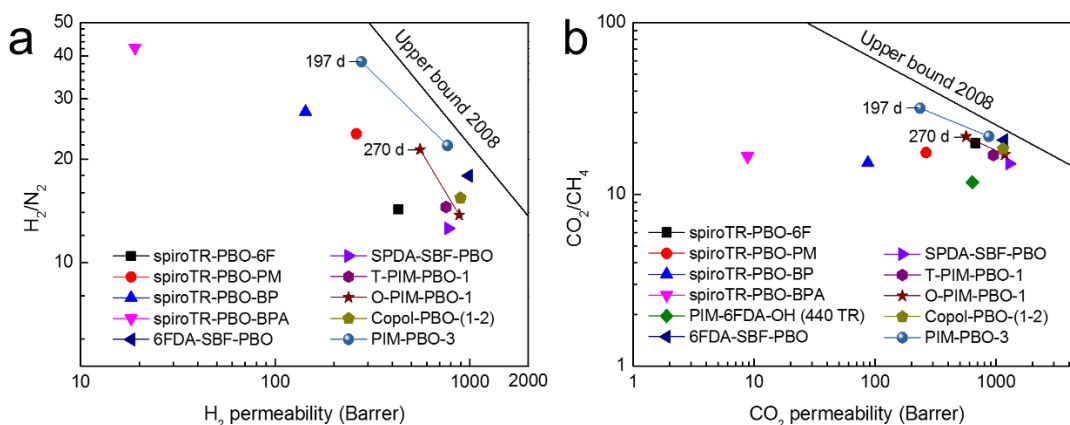 a
50
40
30
20
10
H₂/N₂
197 d
270 d
Upper bound 2008
spiroTR-PBO-6F
spiroTR-PBO-PM
spiroTR-PBO-BP
spiroTR-PBO-BPA
6FDA-SBF-PBO
SPDA-SBF-PBO
T-PIM-PBO-1
O-PIM-PBO-1
Copol-PBO-(1-2)
PIM-PBO-3
10
100
1000
2000
H₂ permeability (Barrer)
b
100
10
1
CO₂/CH₄
Upper bound 2008
197 d
270 d
spiroTR-PBO-6F
spiroTR-PBO-PM
spiroTR-PBO-BP
spiroTR-PBO-BPA
PIM-6FDA-OH (440 TR)
6FDA-SBF-PBO
SPDA-SBF-PBO
T-PIM-PBO-1
O-PIM-PBO-1
Copol-PBO-(1-2)
PIM-PBO-3
1
10
100
1000
CO₂ permeability (Barrer)